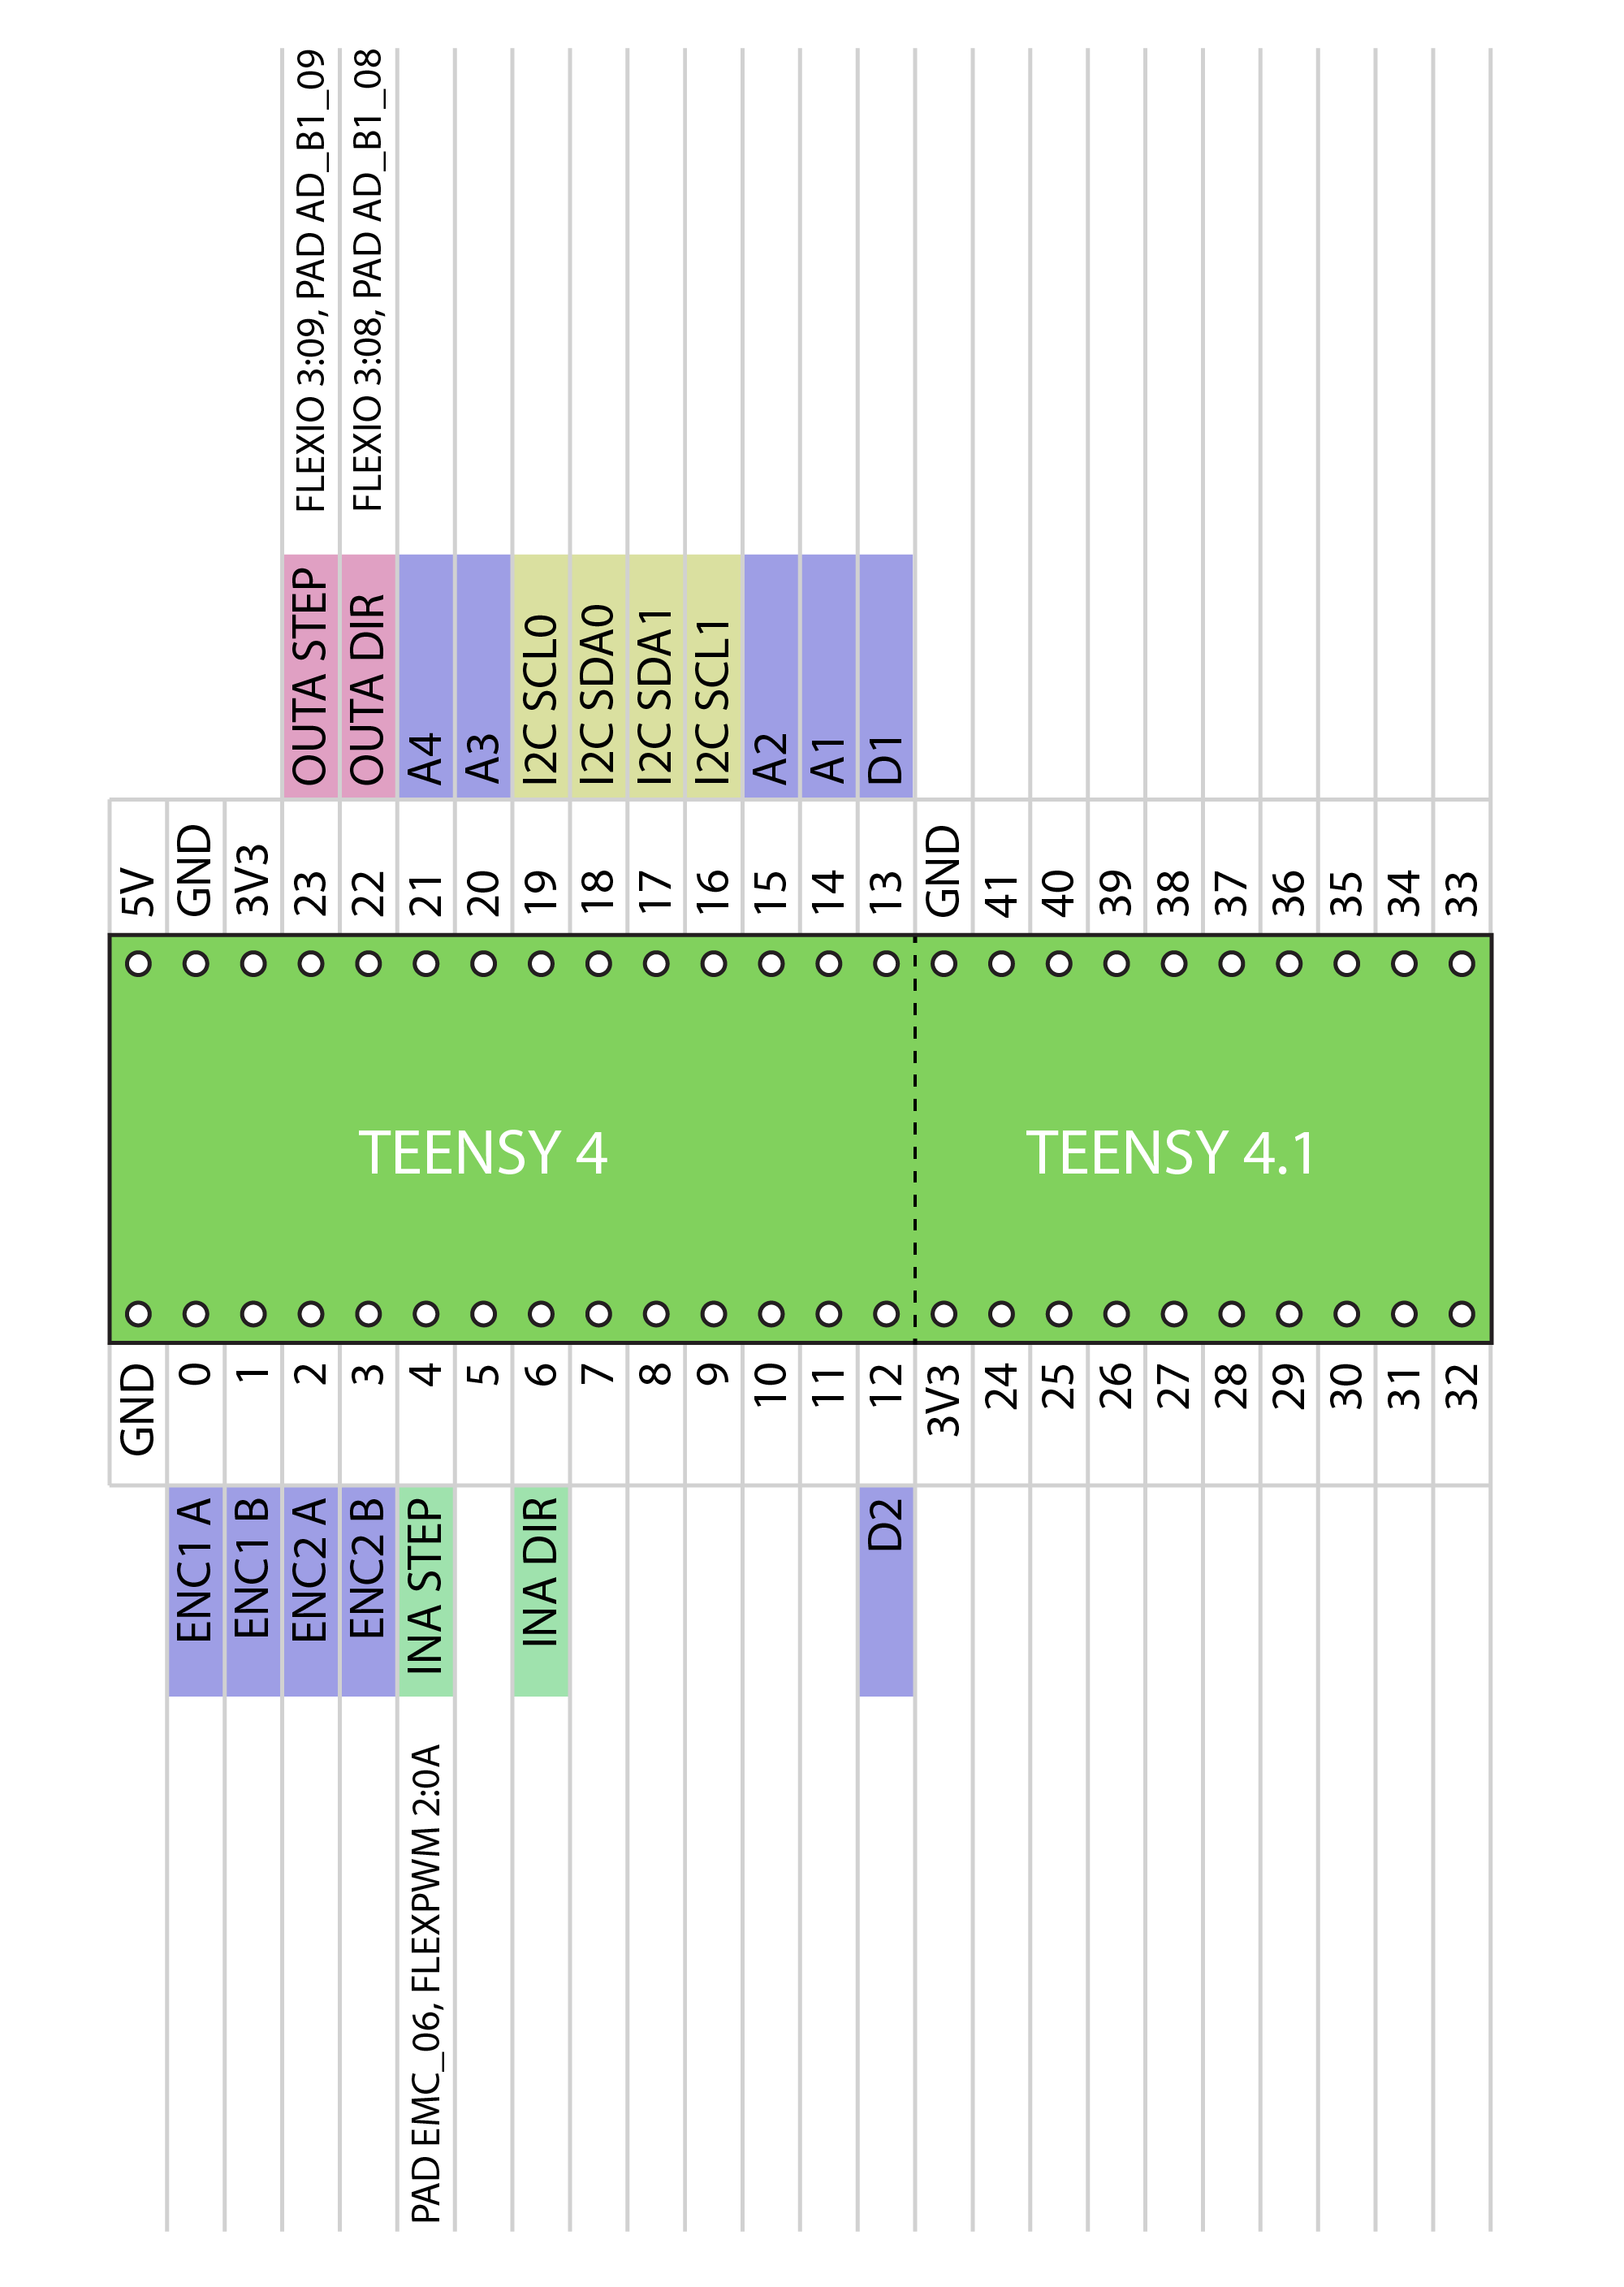 FLEXIO 3:09, PAD AD_B1_09
FLEXIO 3:08, PAD AD_B1_08
OUTA STEP
OUTA DIR
A4
A3
I2C SCL0
I2C SDA0
I2C SDA1
I2C SCL1
A2
A1
D1
5V
GND
3V3
23
22
21
20
19
18
17
16
15
14
13
GND
41
40
39
38
37
36
35
34
33
TEENSY 4
TEENSY 4.1
GND
0
1
2
3
4
5
6
7
8
9
10
11
12
3V3
24
25
26
27
28
29
30
31
32
ENC1 A
ENC1 B
ENC2 A
ENC2 B
INA STEP
INA DIR
D2
PAD EMC_06, FLEXPWM 2:0A